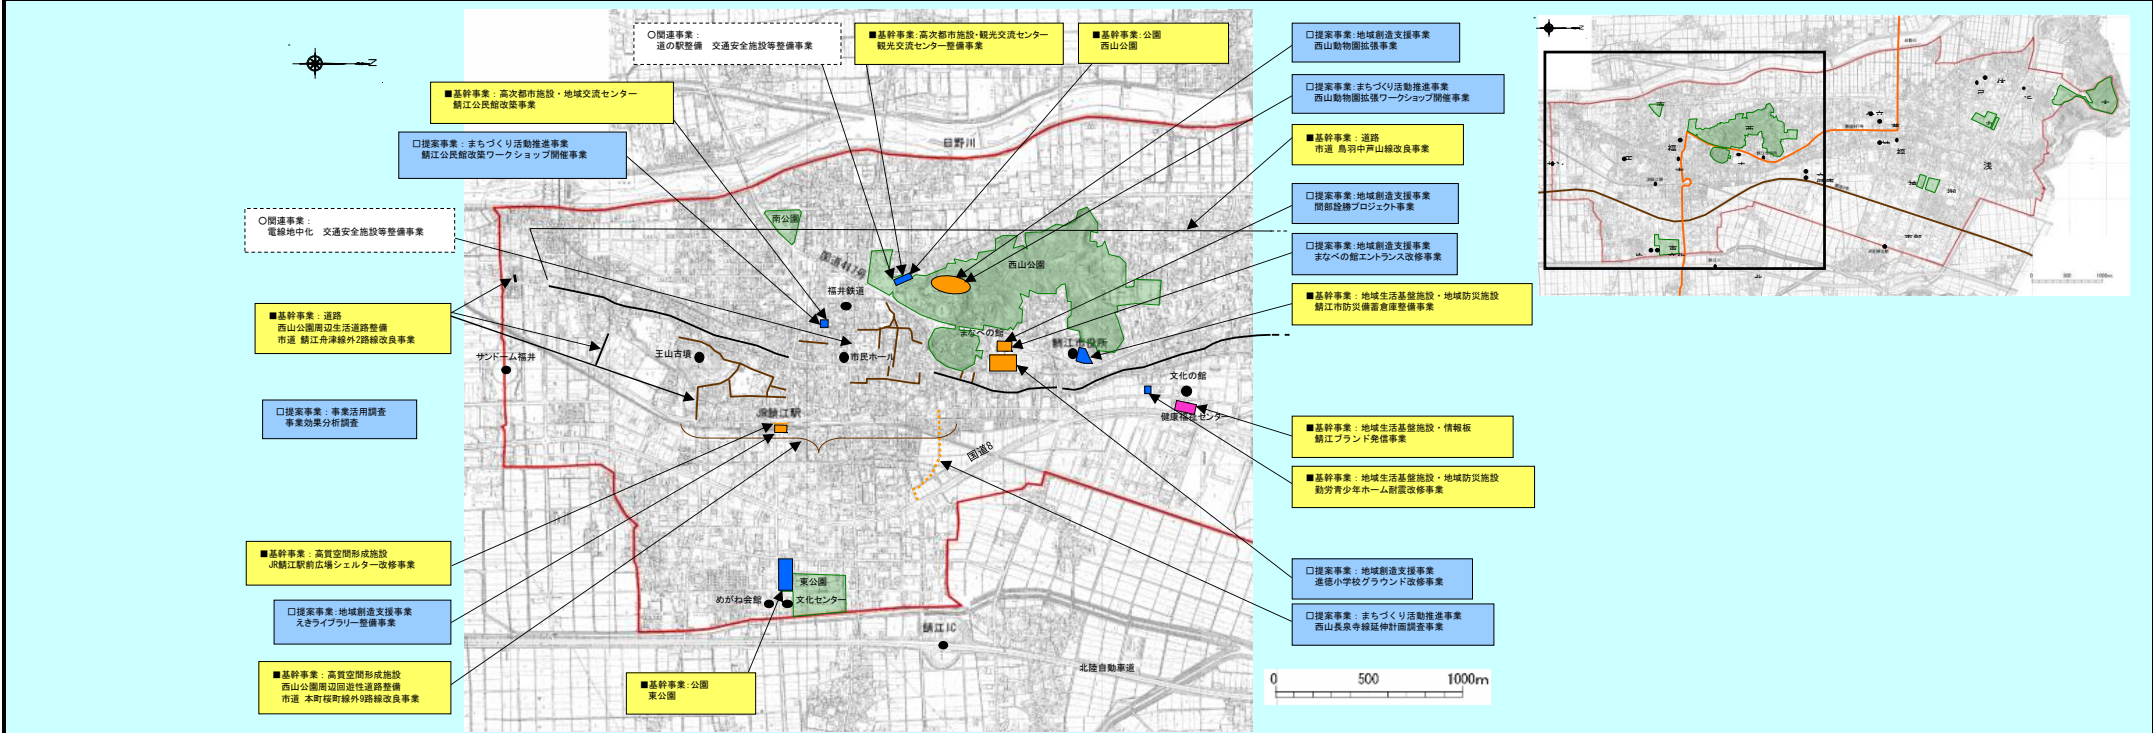 ○関連事業：
道の駅整備　交通安全施設等整備事業
■基幹事業：高次都市施設・観光交流センター
観光交流センター整備事業
■基幹事業：公園
西山公園
□提案事業：地域創造支援事業
西山動物園拡張事業
■基幹事業：高次都市施設・地域交流センター
鯖江公民館改築事業
□提案事業：まちづくり活動推進事業
西山動物園拡張ワークショップ開催事業
□提案事業：まちづくり活動推進事業
鯖江公民館改築ワークショップ開催事業
■基幹事業：道路
市道 鳥羽中芦山線改良事業
○関連事業：
電線地中化　交通安全施設等整備事業
□提案事業：地域創造支援事業
間部詮勝プロジェクト事業
□提案事業：地域創造支援事業
まなべの館エントランス改修事業
■基幹事業：道路
西山公園周辺生活道路整備
市道 鯖江舟津線外2路線改良事業
■基幹事業：地域生活基盤施設・地域防災施設
鯖江市防災備蓄倉庫整備事業
□提案事業：事業活用調査
事業効果分析調査
■基幹事業：地域生活基盤施設・情報板
鯖江ブランド発信事業
■基幹事業：地域生活基盤施設・地域防災施設
勤労青少年ホーム耐震改修事業
■基幹事業：高質空間形成施設
JR鯖江駅前広場シェルター改修事業
□提案事業：地域創造支援事業
進徳小学校グラウンド改修事業
□提案事業：地域創造支援事業
えきライブラリー整備事業
□提案事業：まちづくり活動推進事業
西山長泉寺線延伸計画調査事業
■基幹事業：高質空間形成施設
西山公園周辺回遊性道路整備
市道 本町桜町線外9路線改良事業
■基幹事業：公園
東公園
日野川
南公園
国道417号
西山公園
福井鉄道
まなべの館
鯖江市役所
サンドーム福井
王山古墳
市民ホール
文化の館
JR鯖江駅
健康福祉センター
国道8
東公園
めがね会館
文化センター
鯖江IC
北陸自動車道
0 500 1000m
N